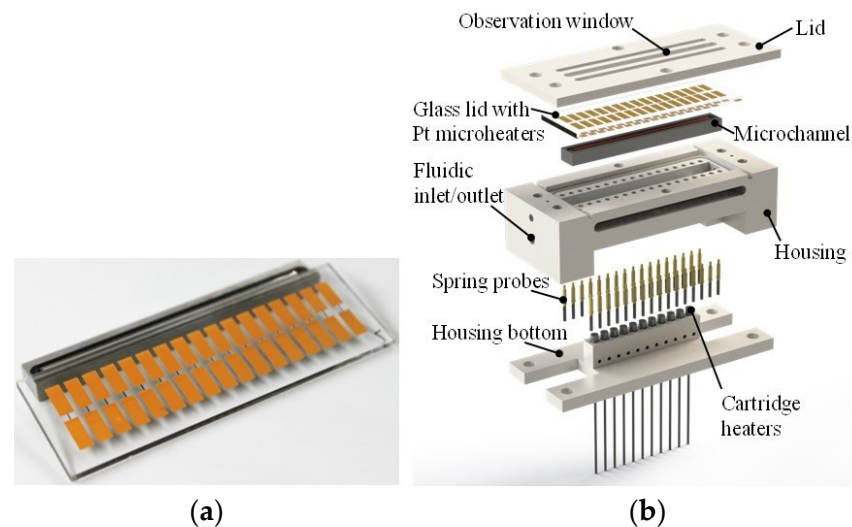 Observation window
Lid
Glass lid with
Pt microheaters
Microchannel
Fluidic
inlet/outlet
Housing
Spring probes
Housing bottom
Cartridge
heaters
(a)
(b)